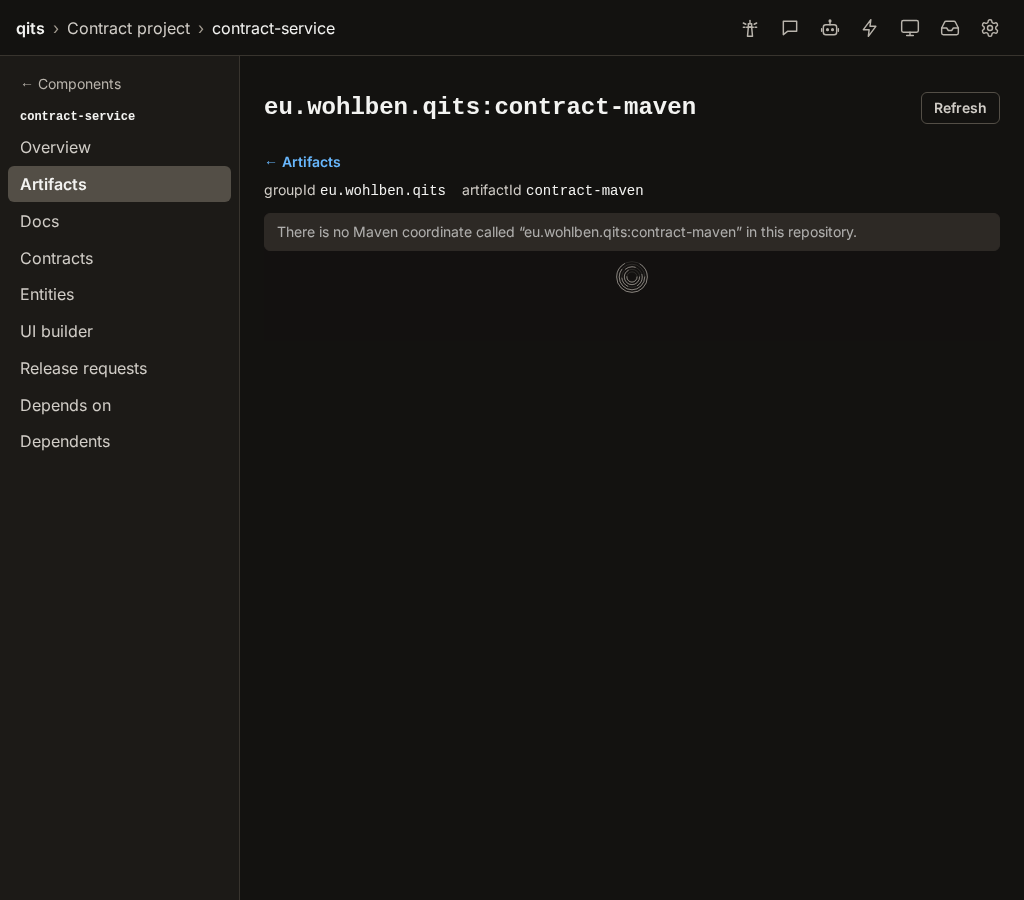 qits › Contract project › contract-service
← Components
contract-service
Overview
Artifacts
Docs
Contracts
Entities
UI builder
Release requests
Depends on
Dependents
eu.wohlben.qits:contract-maven
Refresh
← Artifacts
groupId eu.wohlben.qits artifactId contract-maven
There is no Maven coordinate called “eu.wohlben.qits:contract-maven” in this repository.